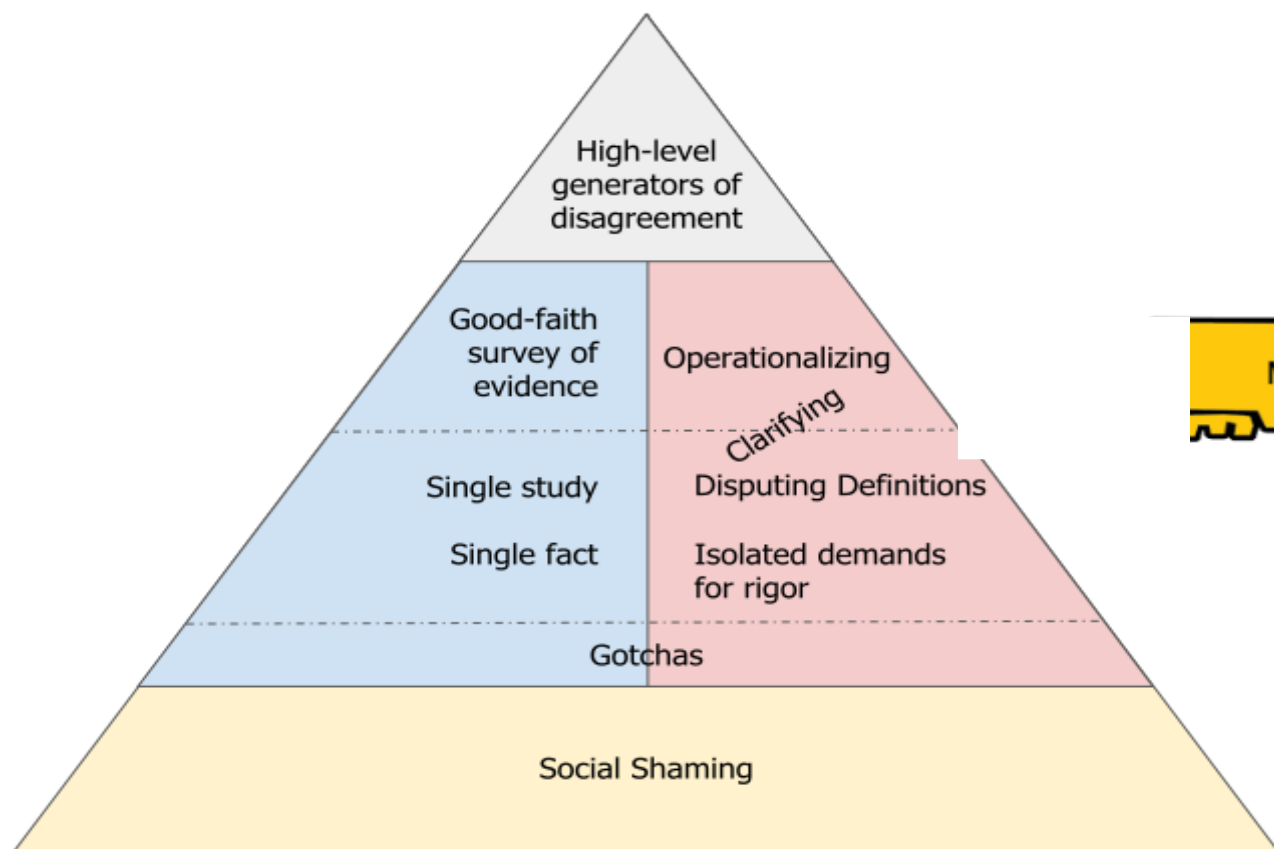 High-level
generators of
disagreement
Good-faith
survey of
evidence
Operationalizing
Clarifying
Single study
Disputing Definitions
Single fact
Isolated demands
for rigor
Gotchas
Social Shaming